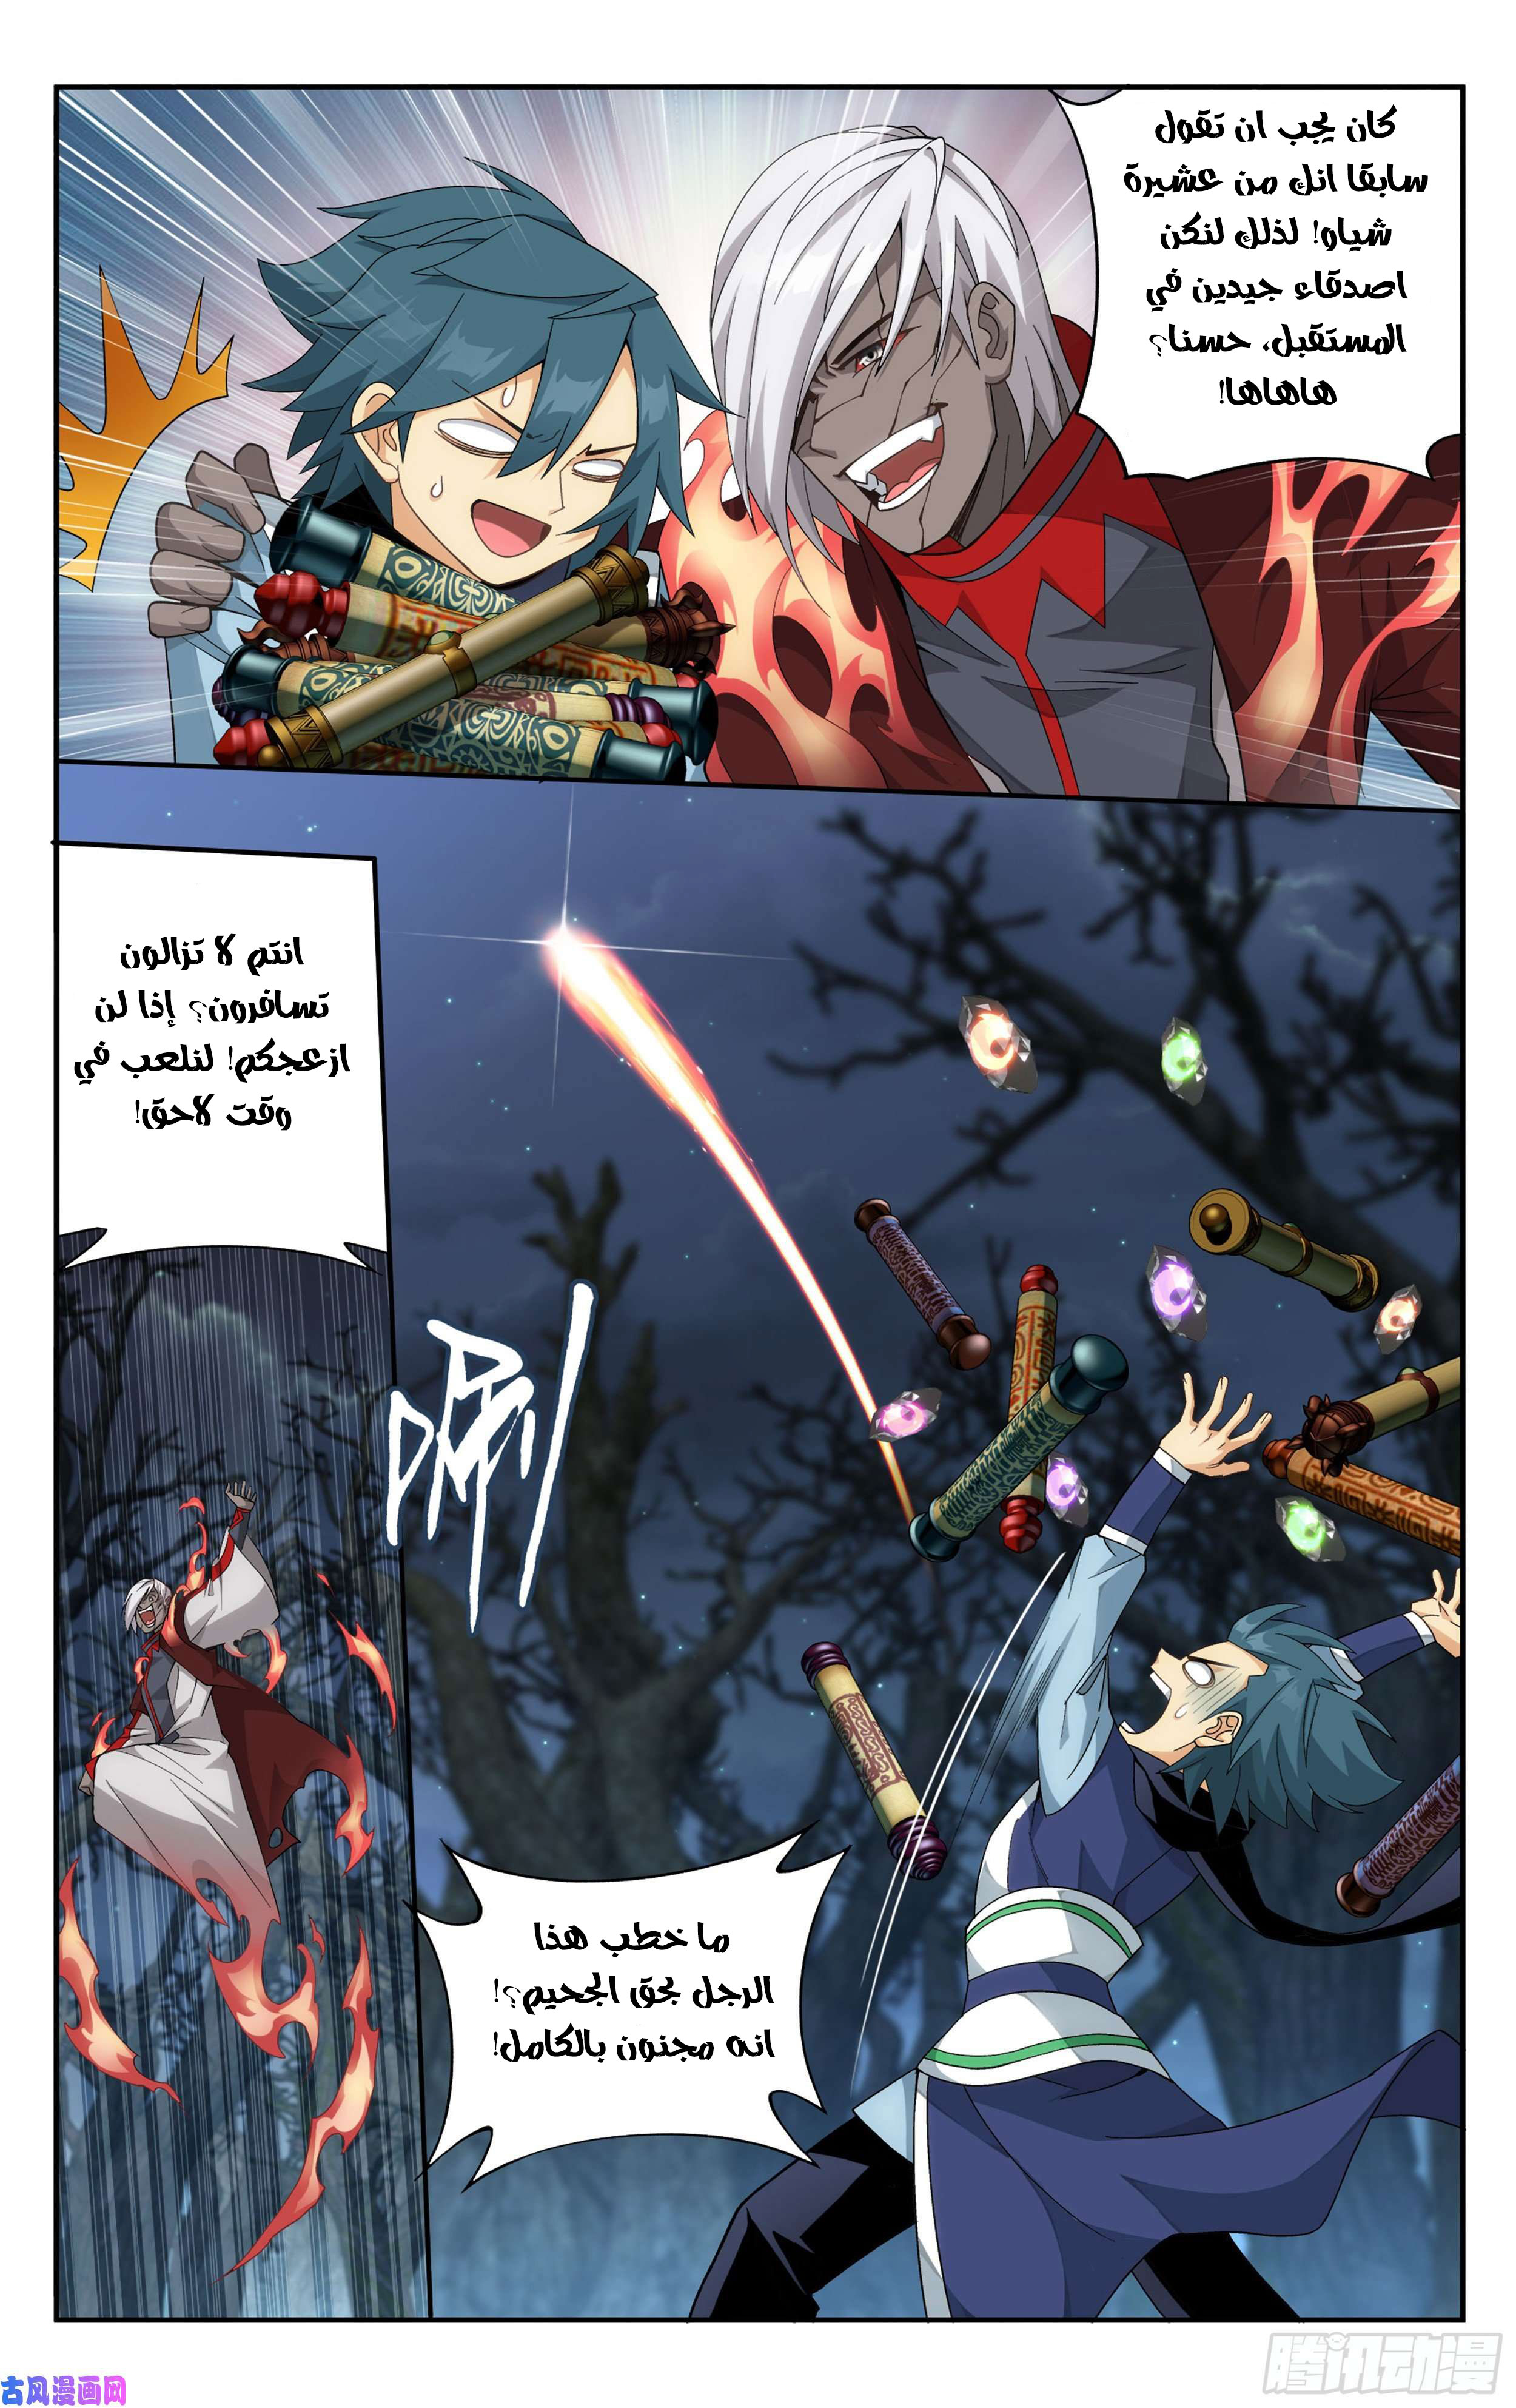 كان يجب ان تقول
سابقا انك من عشيرة
شياو! لذلك لنكن
اصدقاء جيدين في
المستقبل، حسنا؟
هاهاها!
انتم لا تزالون
تسافرون؟ إذا لن
ازعجكم! لنلعب في
وقت لاحق!
唰
ما خطب هذا
الرجل بحق الجحيم؟!
انه مجنون بالكامل!
古风漫画网
腾讯动漫